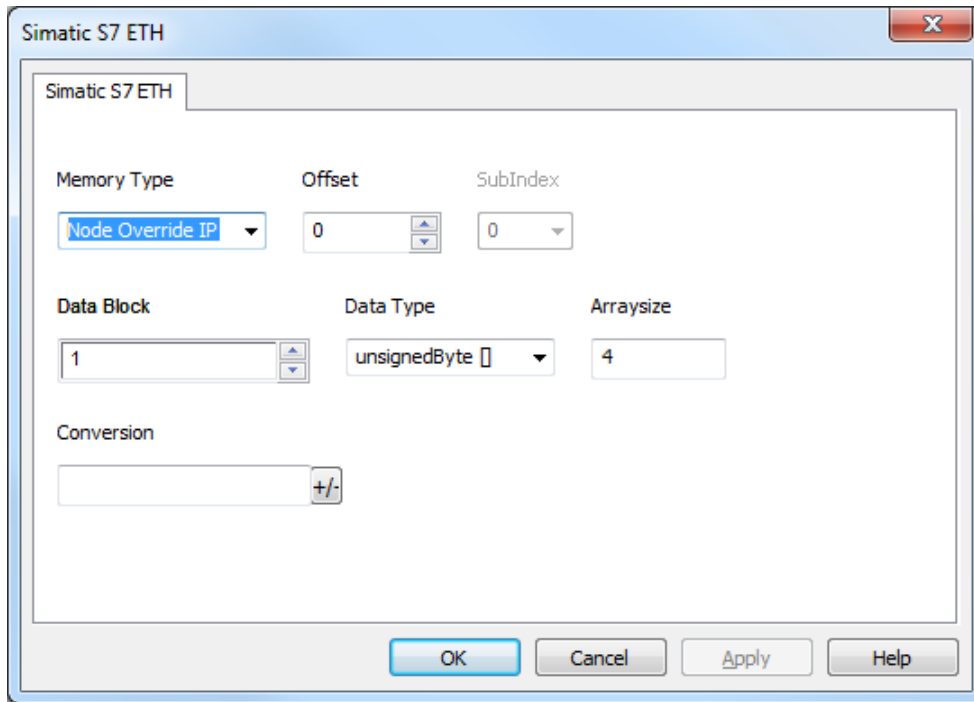 Simatic S7 ETH
Simatic S7 ETH
Memory Type Offset SubIndex
Node Override IP 0 0
Data Block Data Type Arraysize
1 unsignedByte [] 4
Conversion
+/-
OK Cancel Apply Help